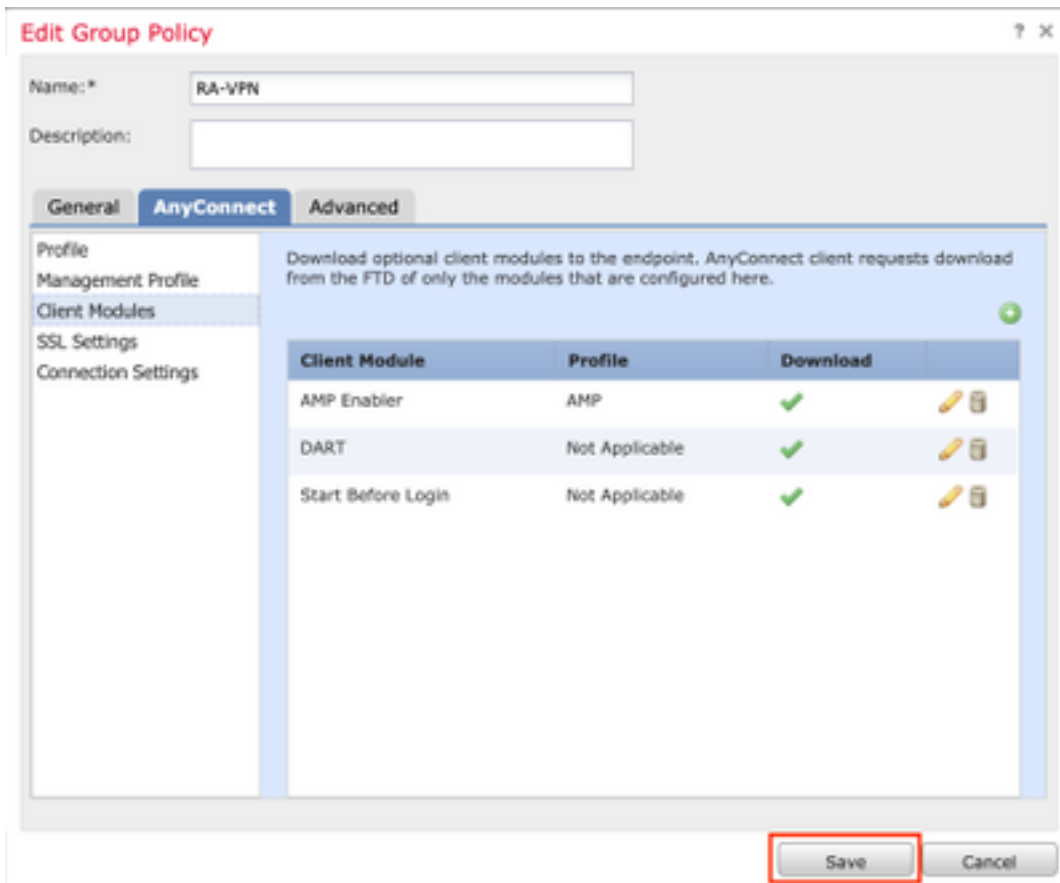 Edit Group Policy ? ×
Name:* RA-VPN
Description:
General AnyConnect Advanced
Profile
Management Profile
Client Modules
SSL Settings
Connection Settings
Download optional client modules to the endpoint. AnyConnect client requests download
from the FTD of only the modules that are configured here.
Client Module Profile Download
AMP Enabler AMP
DART Not Applicable
Start Before Login Not Applicable
Save Cancel